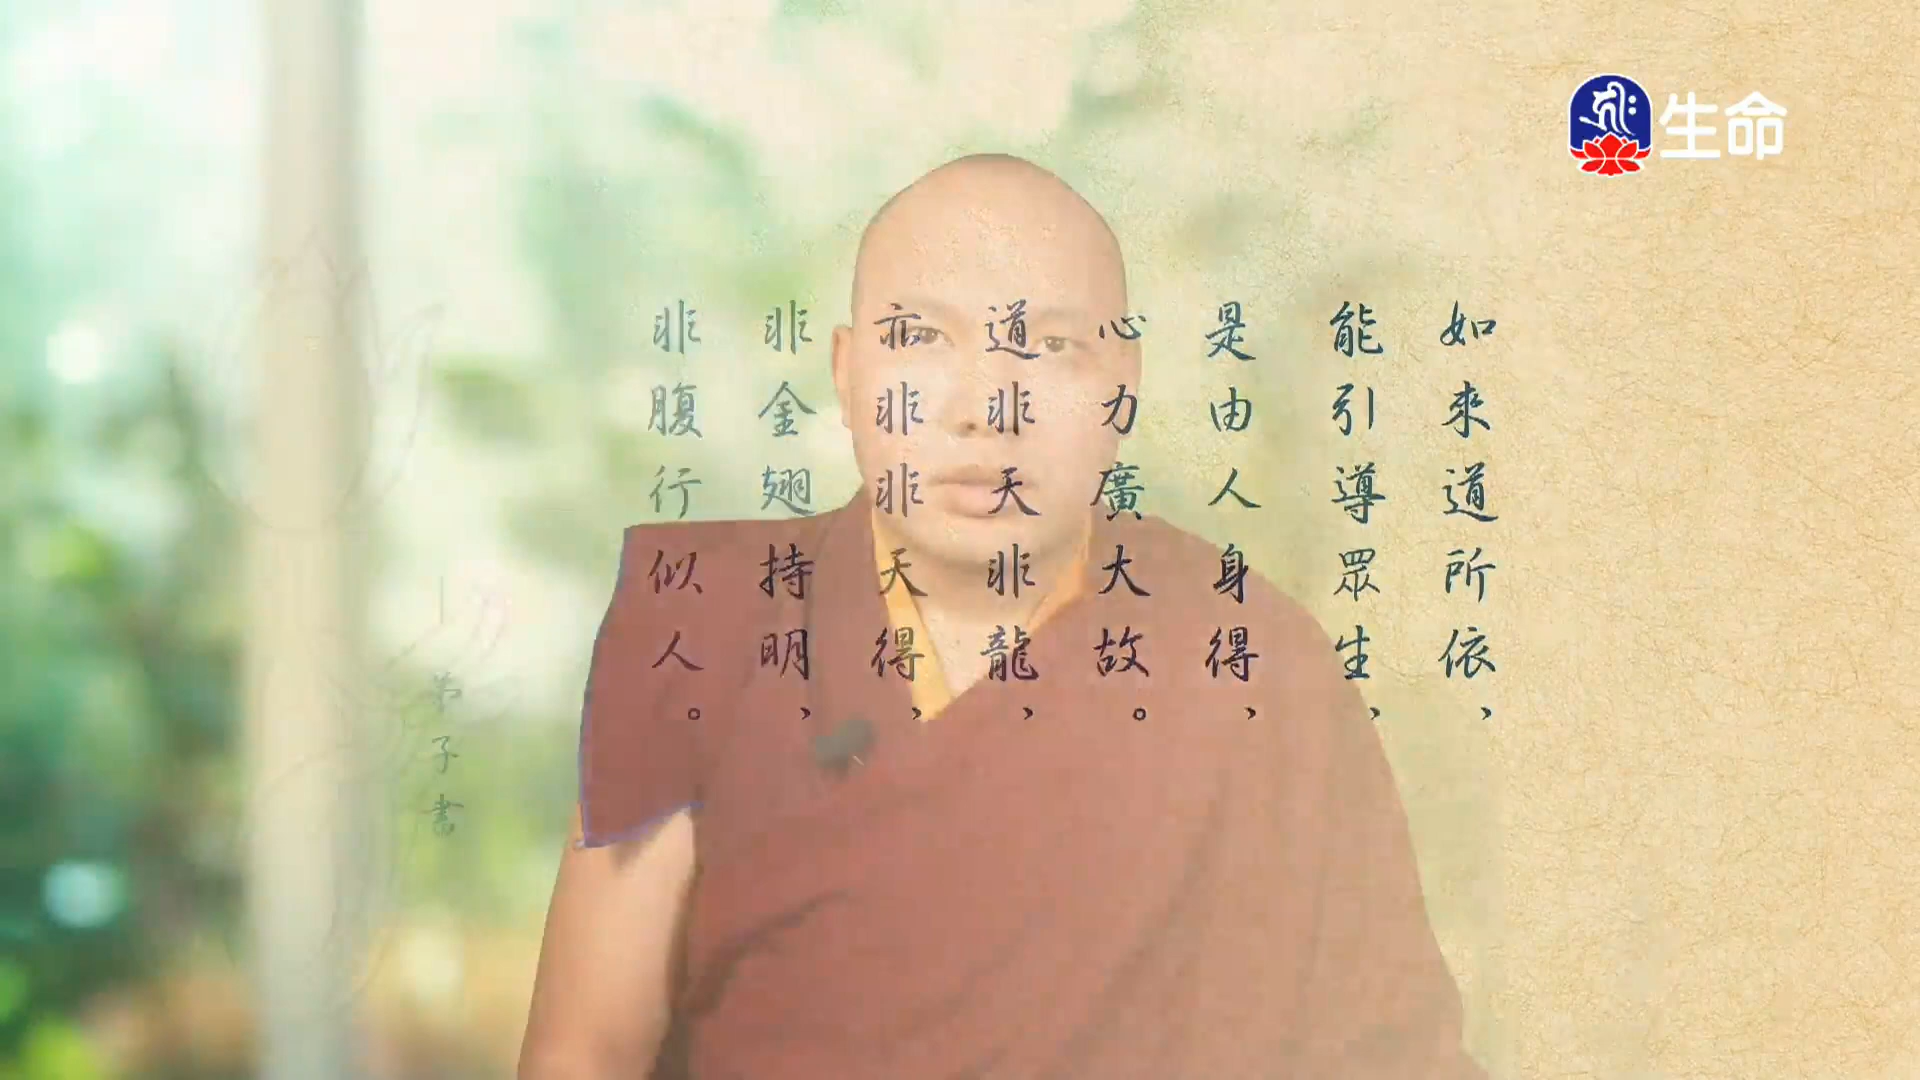 生命
如來道所依，
能引導眾生，
是由人身得，
心力廣大故。
道非天非龍，
亦非非天得，
非金翅持明，
非腹行似人。
—弟子書